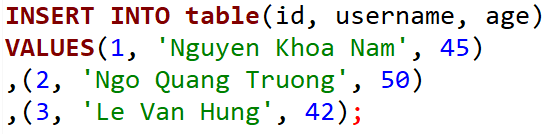 INSERT INTO table(id, username, age)
VALUES(1, 'Nguyen Khoa Nam', 45)
,(2, 'Ngo Quang Truong', 50)
,(3, 'Le Van Hung', 42);